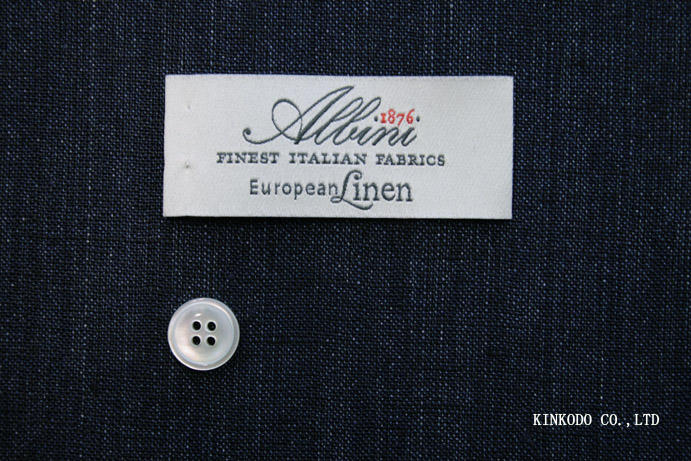 Albini
·1876·
FINEST ITALIAN FABRICS
European Linen
KINKODO CO.,LTD